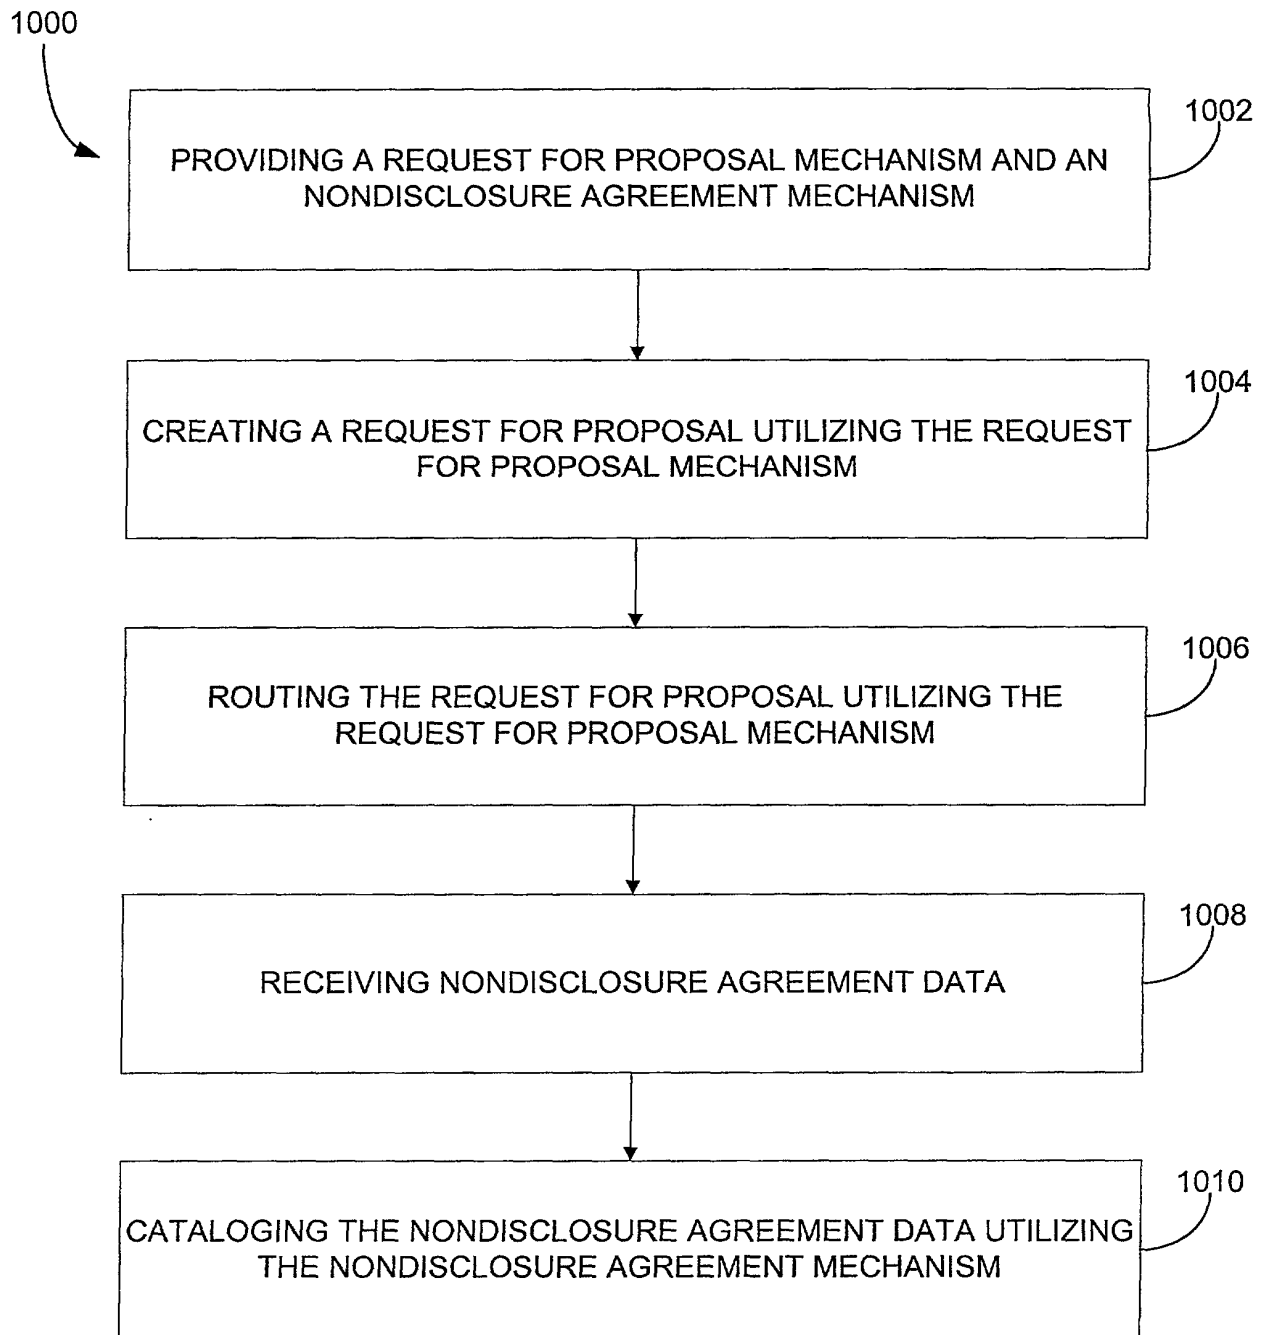 1000
1002
PROVIDING A REQUEST FOR PROPOSAL MECHANISM AND AN
NONDISCLOSURE AGREEMENT MECHANISM
1004
CREATING A REQUEST FOR PROPOSAL UTILIZING THE REQUEST
FOR PROPOSAL MECHANISM
1006
ROUTING THE REQUEST FOR PROPOSAL UTILIZING THE
REQUEST FOR PROPOSAL MECHANISM
1008
RECEIVING NONDISCLOSURE AGREEMENT DATA
1010
CATALOGING THE NONDISCLOSURE AGREEMENT DATA UTILIZING
THE NONDISCLOSURE AGREEMENT MECHANISM